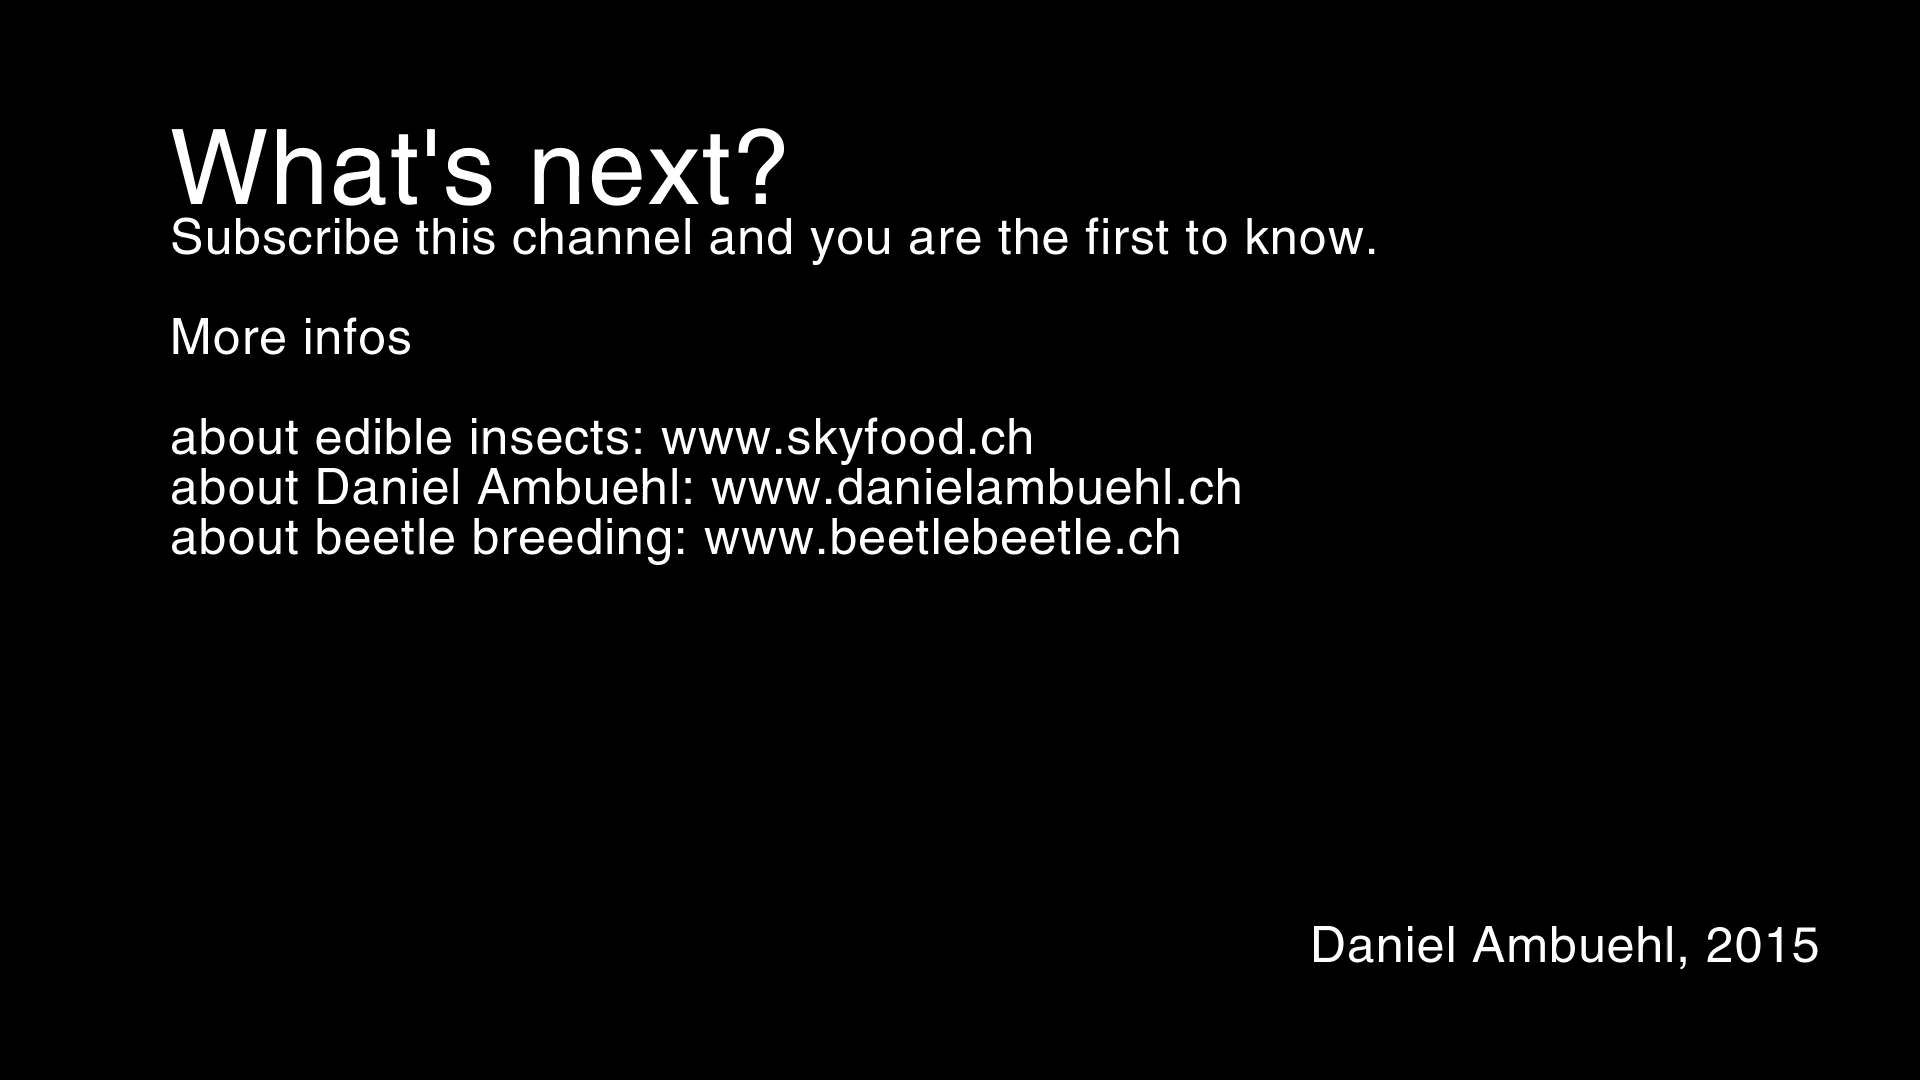 What's next?
Subscribe this channel and you are the first to know.
More infos
about edible insects: www.skyfood.ch
about Daniel Ambuehl: www.danielambuehl.ch
about beetle breeding: www.beetlebeetle.ch
Daniel Ambuehl, 2015